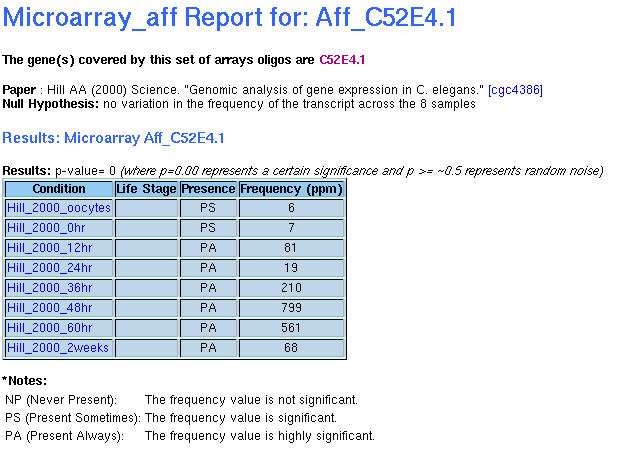 Microarray_aff Report for: Aff_C52E4.1
The gene(s) covered by this set of arrays oligos are C52E4.1
Paper : Hill AA (2000) Science. "Genomic analysis of gene expression in C. elegans." [cgc4386]
Null Hypothesis: no variation in the frequency of the transcript across the 8 samples
Results: Microarray Aff_C52E4.1
Results: p-value= 0 (where p=0.00 represents a certain significance and p >= ~0.5 represents random noise)
Condition Life Stage Presence Frequency (ppm)
Hill_2000_oocytes PS 6
Hill_2000_0hr PS 7
Hill_2000_12hr PA 81
Hill_2000_24hr PA 19
Hill_2000_36hr PA 210
Hill_2000_48hr PA 799
Hill_2000_60hr PA 561
Hill_2000_2weeks PA 68
*Notes:
NP (Never Present): The frequency value is not significant.
PS (Present Sometimes): The frequency value is significant.
PA (Present Always): The frequency value is highly significant.